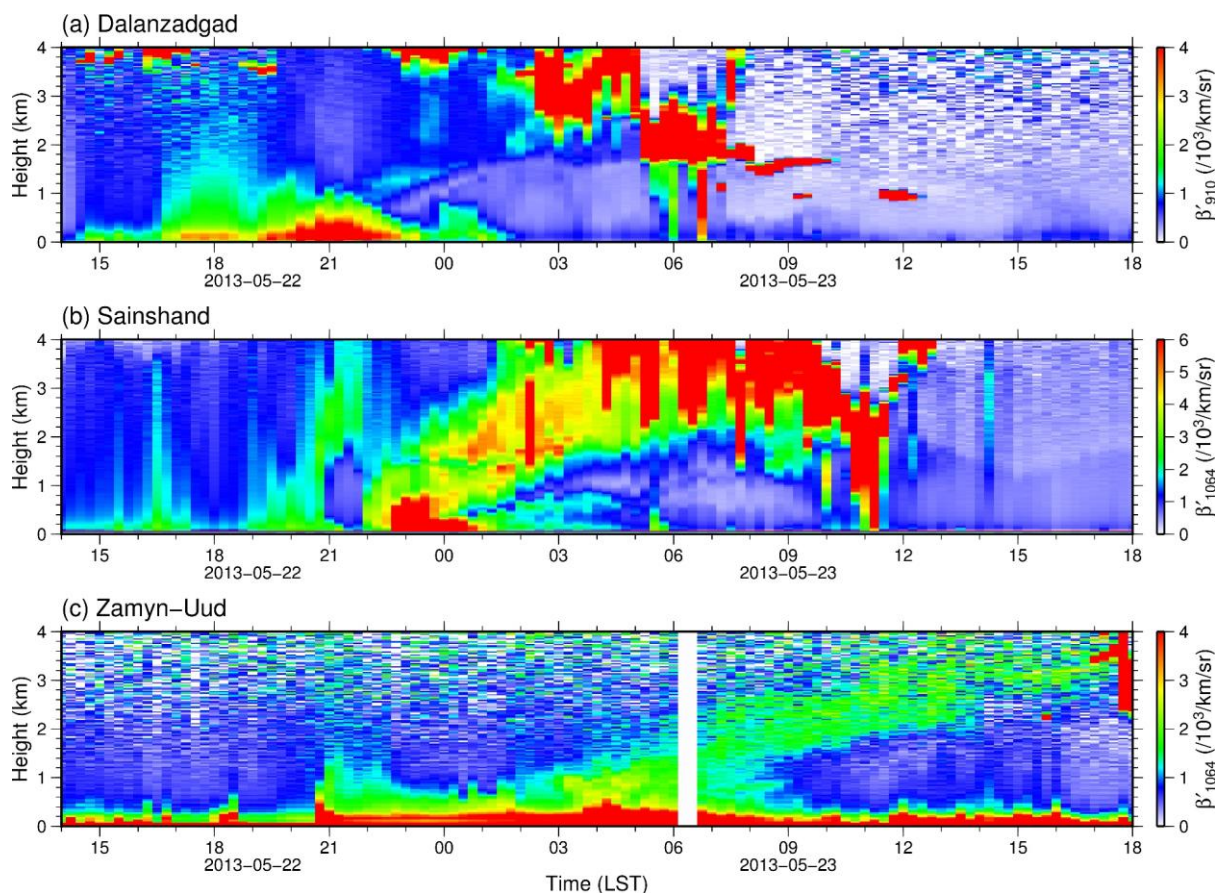 (a) Dalanzadgad
4
3
2
1
0
Height (km)
15 18 21 00 03 06 09 12 15 18
2013−05−22 2013−05−23
4
3
2
1
0
β′910 (/10³/km/sr)
(b) Sainshand
4
3
2
1
0
Height (km)
15 18 21 00 03 06 09 12 15 18
2013−05−22 2013−05−23
6
5
4
3
2
1
0
β′1064 (/10³/km/sr)
(c) Zamyn−Uud
4
3
2
1
0
Height (km)
15 18 21 00 03 06 09 12 15 18
2013−05−22 2013−05−23
Time (LST)
4
3
2
1
0
β′1064 (/10³/km/sr)